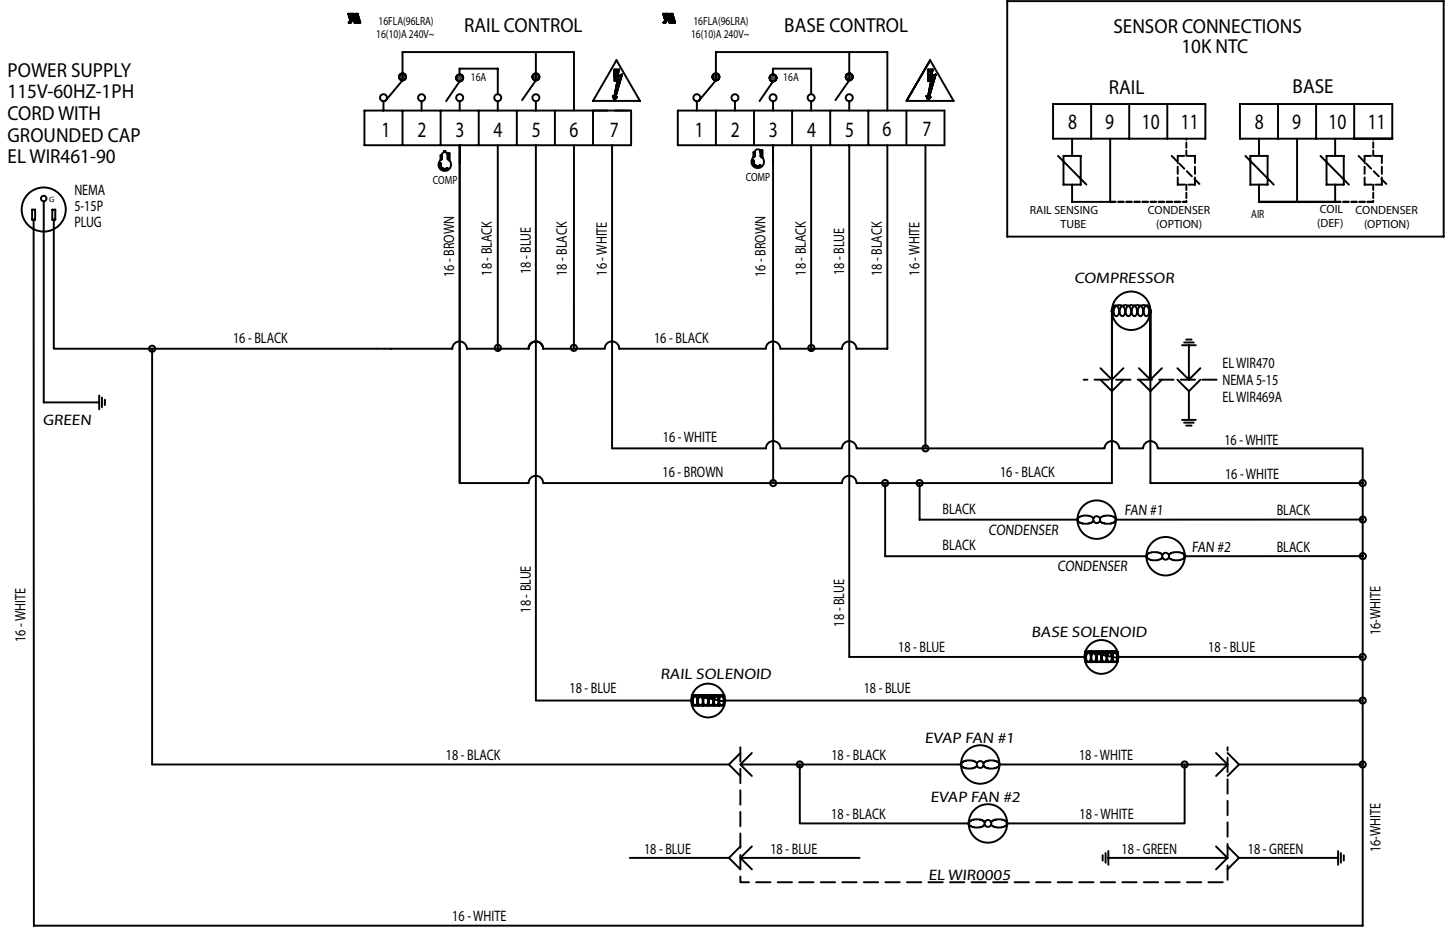 16FLA(96LRA)
16(10)A 240V~
RAIL CONTROL
16FLA(96LRA)
16(10)A 240V~
BASE CONTROL
SENSOR CONNECTIONS
10K NTC
POWER SUPPLY
115V-60HZ-1PH
CORD WITH
GROUNDED CAP
EL WIR461-90
16A
16A
RAIL
BASE
1 2 3 4 5 6 7
1 2 3 4 5 6 7
8 9 10 11
8 9 10 11
COMP
COMP
NEMA
5-15P
PLUG
G
RAIL SENSING
TUBE
CONDENSER
(OPTION)
AIR
COIL
(DEF)
CONDENSER
(OPTION)
16 - BROWN
18 - BLACK
18 - BLUE
18 - BLACK
16 - WHITE
16 - BROWN
18 - BLACK
18 - BLUE
18 - BLACK
16 - WHITE
COMPRESSOR
16 - BLACK
16 - BLACK
EL WIR470
NEMA 5-15
EL WIR469A
GREEN
16 - WHITE
16 - WHITE
16 - BROWN
16 - BLACK
16 - WHITE
BLACK
FAN #1
BLACK
CONDENSER
BLACK
FAN #2
BLACK
CONDENSER
18 - BLUE
18 - BLUE
16 - WHITE
16-WHITE
BASE SOLENOID
18 - BLUE
18 - BLUE
RAIL SOLENOID
18 - BLUE
18 - BLUE
EVAP FAN #1
18 - BLACK
18 - BLACK
18 - WHITE
EVAP FAN #2
18 - BLACK
18 - WHITE
16-WHITE
18 - BLUE
18 - BLUE
18 - GREEN
18 - GREEN
EL WIR0005
16 - WHITE